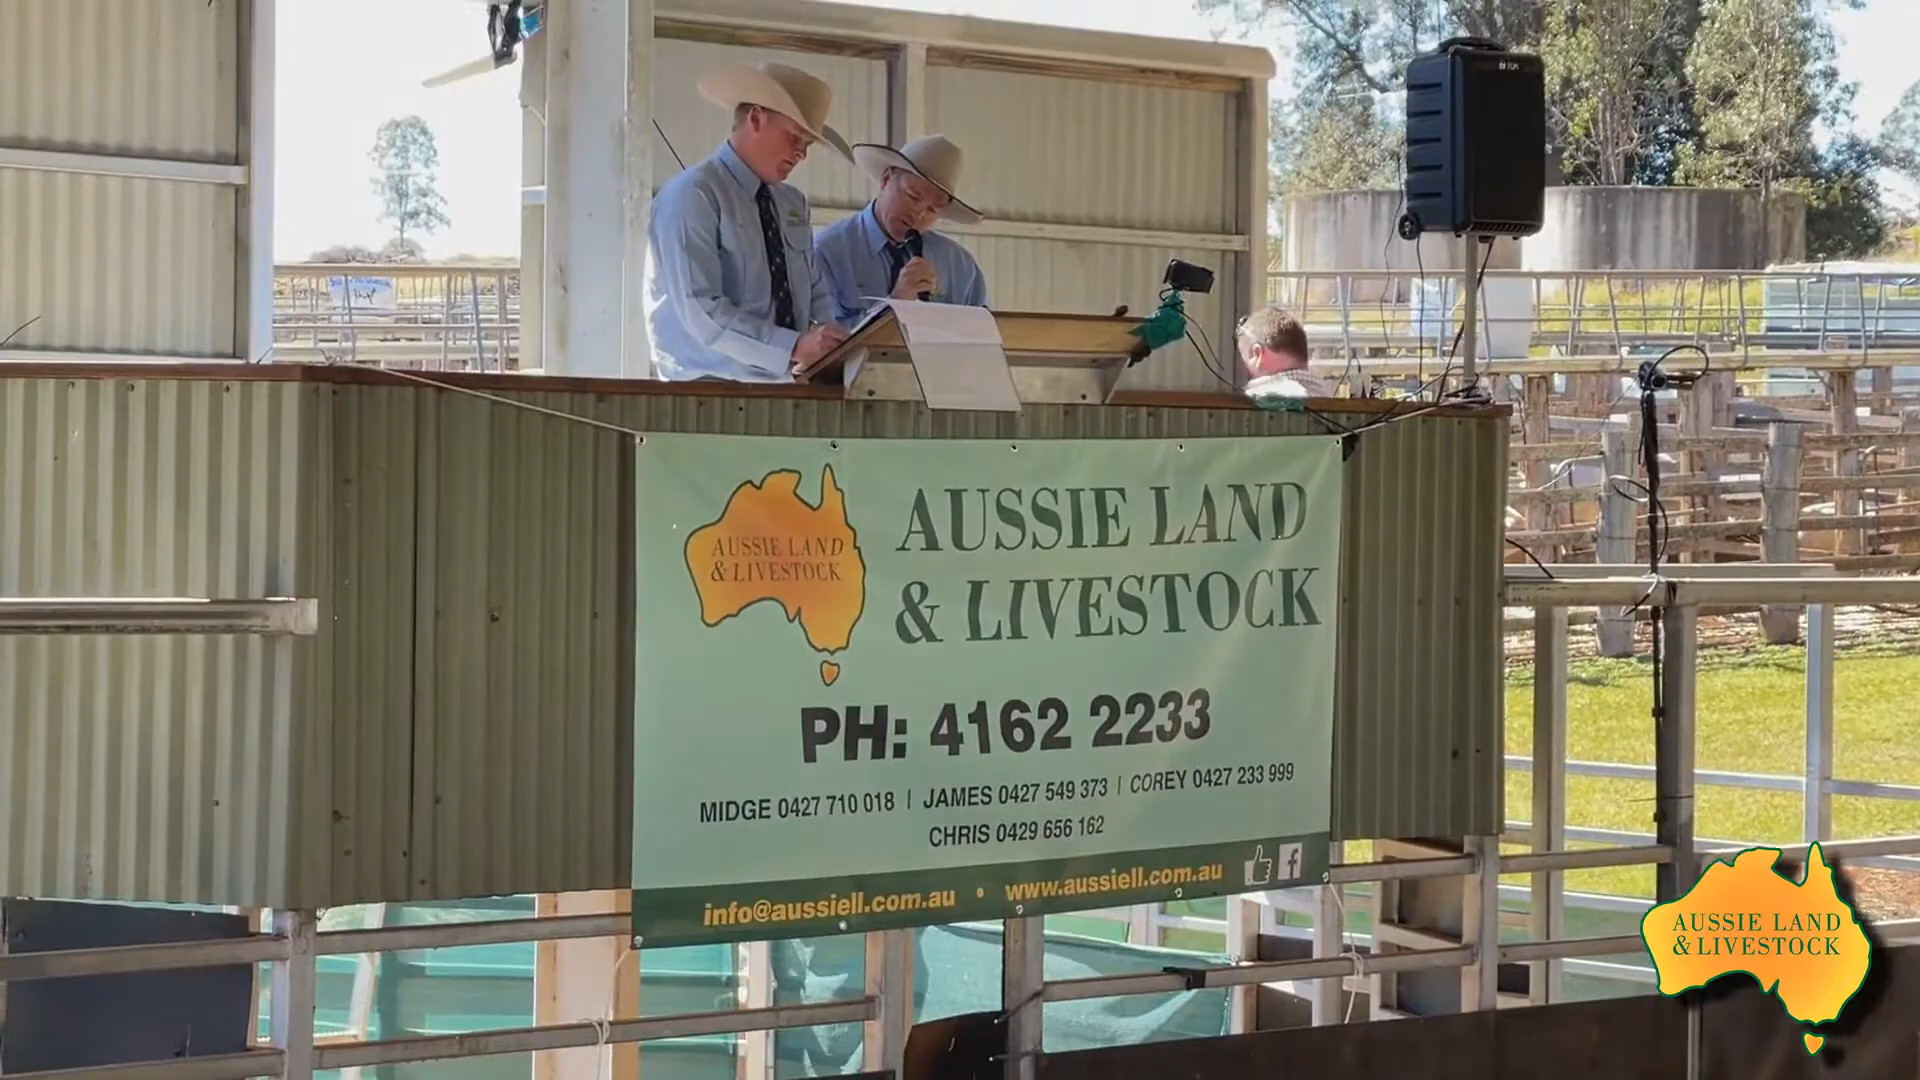 AUSSIE LAND
& LIVESTOCK
AUSSIE LAND
& LIVESTOCK
PH: 4162 2233
MIDGE 0427 710 018 | JAMES 0427 549 373 | COREY 0427 233 999
CHRIS 0429 656 162
info@aussiell.com.au • www.aussiell.com.au
AUSSIE LAND
& LIVESTOCK